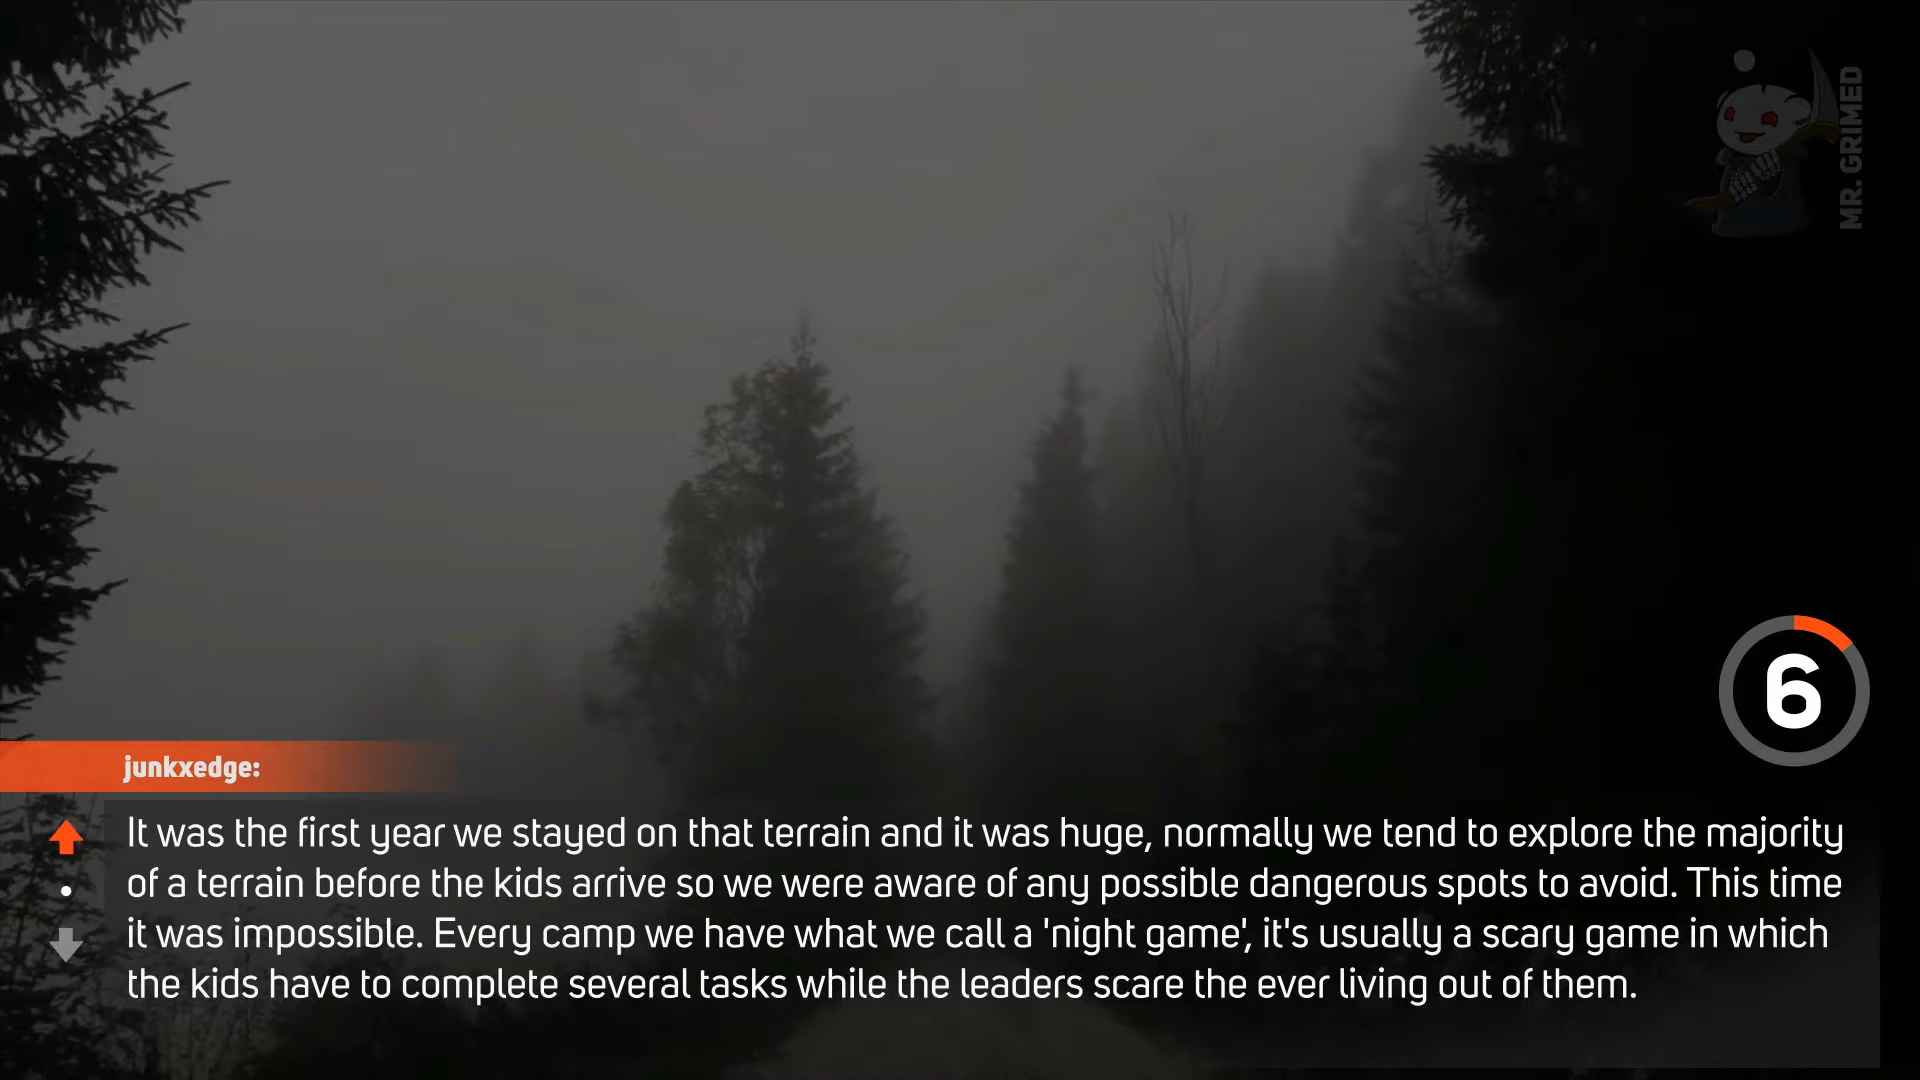 MR. GRIMED
6
junkxedge:
It was the first year we stayed on that terrain and it was huge, normally we tend to explore the majority
of a terrain before the kids arrive so we were aware of any possible dangerous spots to avoid. This time
it was impossible. Every camp we have what we call a 'night game', it's usually a scary game in which
the kids have to complete several tasks while the leaders scare the ever living out of them.